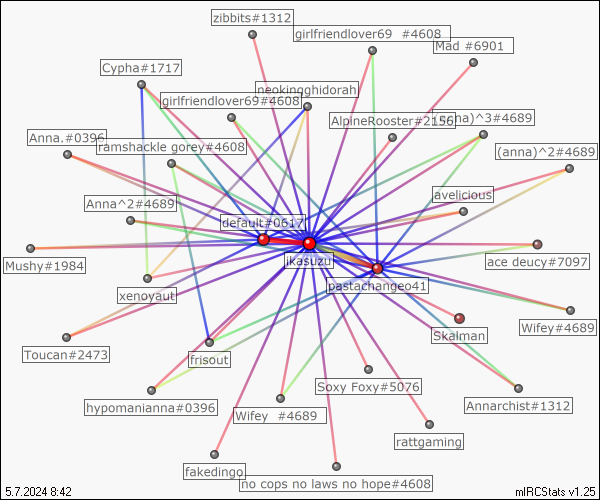 zibbits#1312
girlfriendlover69 #4608
Mad #6901
Cypha#1717
neokingghidorah
girlfriendlover69#4608
AlpineRooster#2156
)^3#4689
Anna.#0396
ramshackle gorey#4608
(anna)^2#4689
lavelicious
Anna^2#4689
default#0617
ikasuzu
ace deucy#7097
Mushy#1984
pastachangeo41
xenoyaut
Skalman
Wifey#4689
Toucan#2473
frisout
Soxy Foxy#5076
hypomanianna#0396
Annarchist#1312
Wifey #4689
rattgaming
fakedingo
no cops no laws no hope#4608
5.7.2024 8:42
mIRCStats v1.25